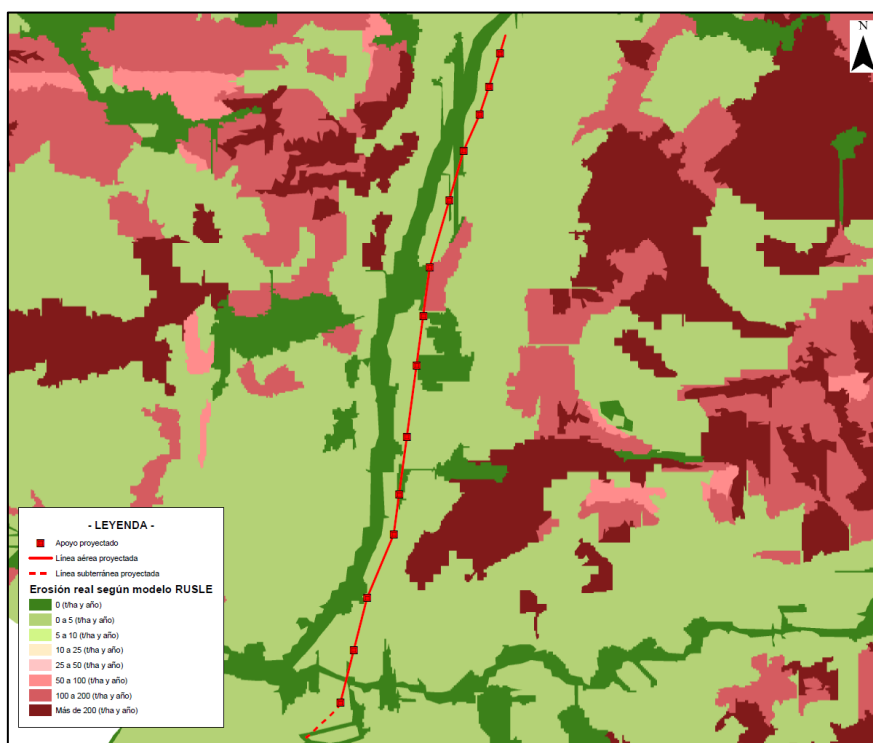 N
- LEYENDA -
Apoyo proyectado
Línea aérea proyectada
Línea subterránea proyectada
Erosión real según modelo RUSLE
0 (t/ha y año)
0 a 5 (t/ha y año)
5 a 10 (t/ha y año)
10 a 25 (t/ha y año)
25 a 50 (t/ha y año)
50 a 100 (t/ha y año)
100 a 200 (t/ha y año)
Más de 200 (t/ha y año)